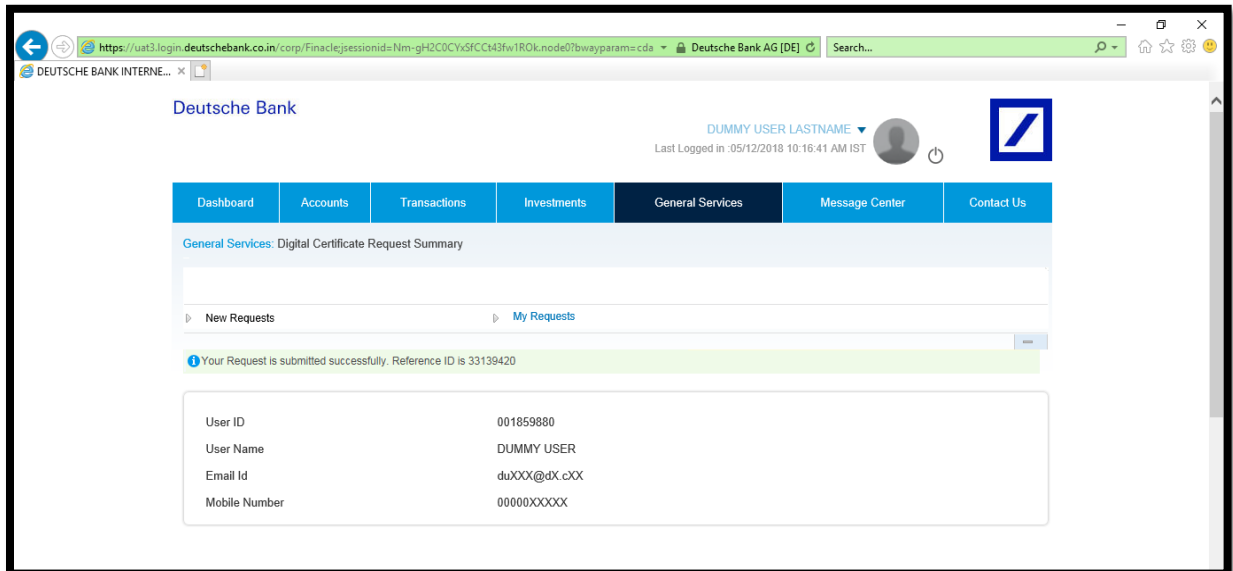 https://uat3.login.deutschebank.co.in/corp/Finacle;jsessionid=Nm-gH2C0CYxSfCCt43fw1ROk.node0?bwayparam=cda Deutsche Bank AG [DE] Search...
DEUTSCHE BANK INTERNE...
Deutsche Bank
DUMMY USER LASTNAME
Last Logged in :05/12/2018 10:16:41 AM IST
Dashboard Accounts Transactions Investments General Services Message Center Contact Us
General Services: Digital Certificate Request Summary
New Requests My Requests
Your Request is submitted successfully. Reference ID is 33139420
User ID 001859880
User Name DUMMY USER
Email Id duXXX@dX.cXX
Mobile Number 00000XXXXX